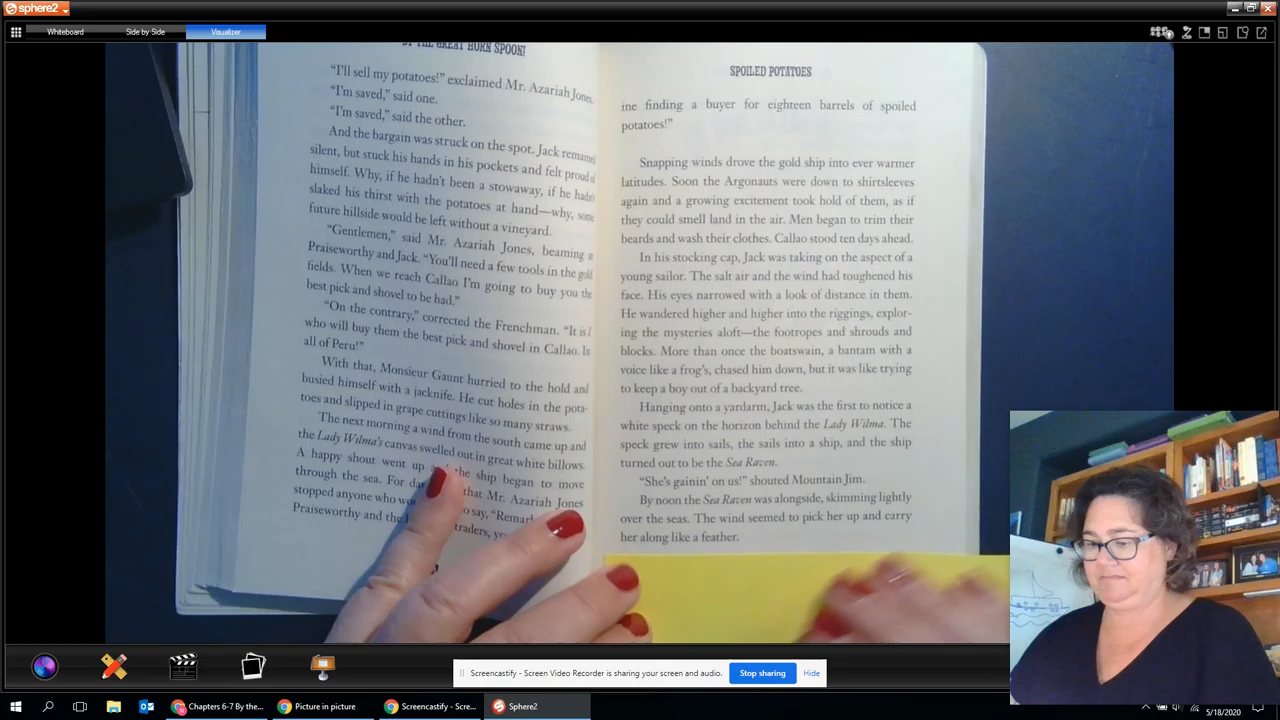 sphere2
Whiteboard
Side by Side
Visualizer
BY THE GREAT HORN SPOON!
"I'll sell my potatoes!" exclaimed Mr. Azariah Jones.
"I'm saved," said one.
"I'm saved," said the other.
And the bargain was struck on the spot. Jack remained
silent, but stuck his hands in his pockets and felt proud of
himself. Why, if he hadn't been a stowaway, if he hadn't
slaked his thirst with the potatoes at hand—why, some
future hillside would be left without a vineyard.
"Gentlemen," said Mr. Azariah Jones, beaming at
Praiseworthy and Jack. "You'll need a few tools in the gold
fields. When we reach Callao I'm going to buy you the
best pick and shovel to be had."
"On the contrary," corrected the Frenchman. "It is I
who will buy them the best pick and shovel in Callao. In
all of Peru!"
With that, Monsieur Gaunt hurried to the hold and
busied himself with a jacknife. He cut holes in the pota-
toes and slipped in grape cuttings like so many straws.
The next morning a wind from the south came up and
the Lady Wilma's canvas swelled out in great white billows.
A happy shout went up the ship began to move
through the sea. For that Mr. Azariah Jones
stopped anyone who say,
Praiseworthy and the traders,
SPOILED POTATOES
ine finding a buyer for eighteen barrels of spoiled
potatoes!"
Snapping winds drove the gold ship into ever warmer
latitudes. Soon the Argonauts were down to shirtsleeves
again and a growing excitement took hold of them, as if
they could smell land in the air. Men began to trim their
beards and wash their clothes. Callao stood ten days ahead.
In his stocking cap, Jack was taking on the aspect of a
young sailor. The salt air and the wind had toughened his
face. His eyes narrowed with a look of distance in them.
He wandered higher and higher into the riggings, explor-
ing the mysteries aloft—the footropes and shrouds and
blocks. More than once the boatswain, a bantam with a
voice like a frog's, chased him down, but it was like trying
to keep a boy out of a backyard tree.
Hanging onto a yardarm, Jack was the first to notice a
white speck on the horizon behind the Lady Wilma. The
speck grew into sails, the sails into a ship, and the ship
turned out to be the Sea Raven.
"She's gainin' on us!" shouted Mountain Jim.
By noon the Sea Raven was alongside, skimming lightly
over the seas. The wind seemed to pick her up and carry
her along like a feather.
Screencastify - Screen Video Recorder is sharing your screen and audio.
Stop sharing
Hide
Chapters 6-7 By the...
Picture in picture
Screencastify - Scree...
Sphere2
5/18/2020